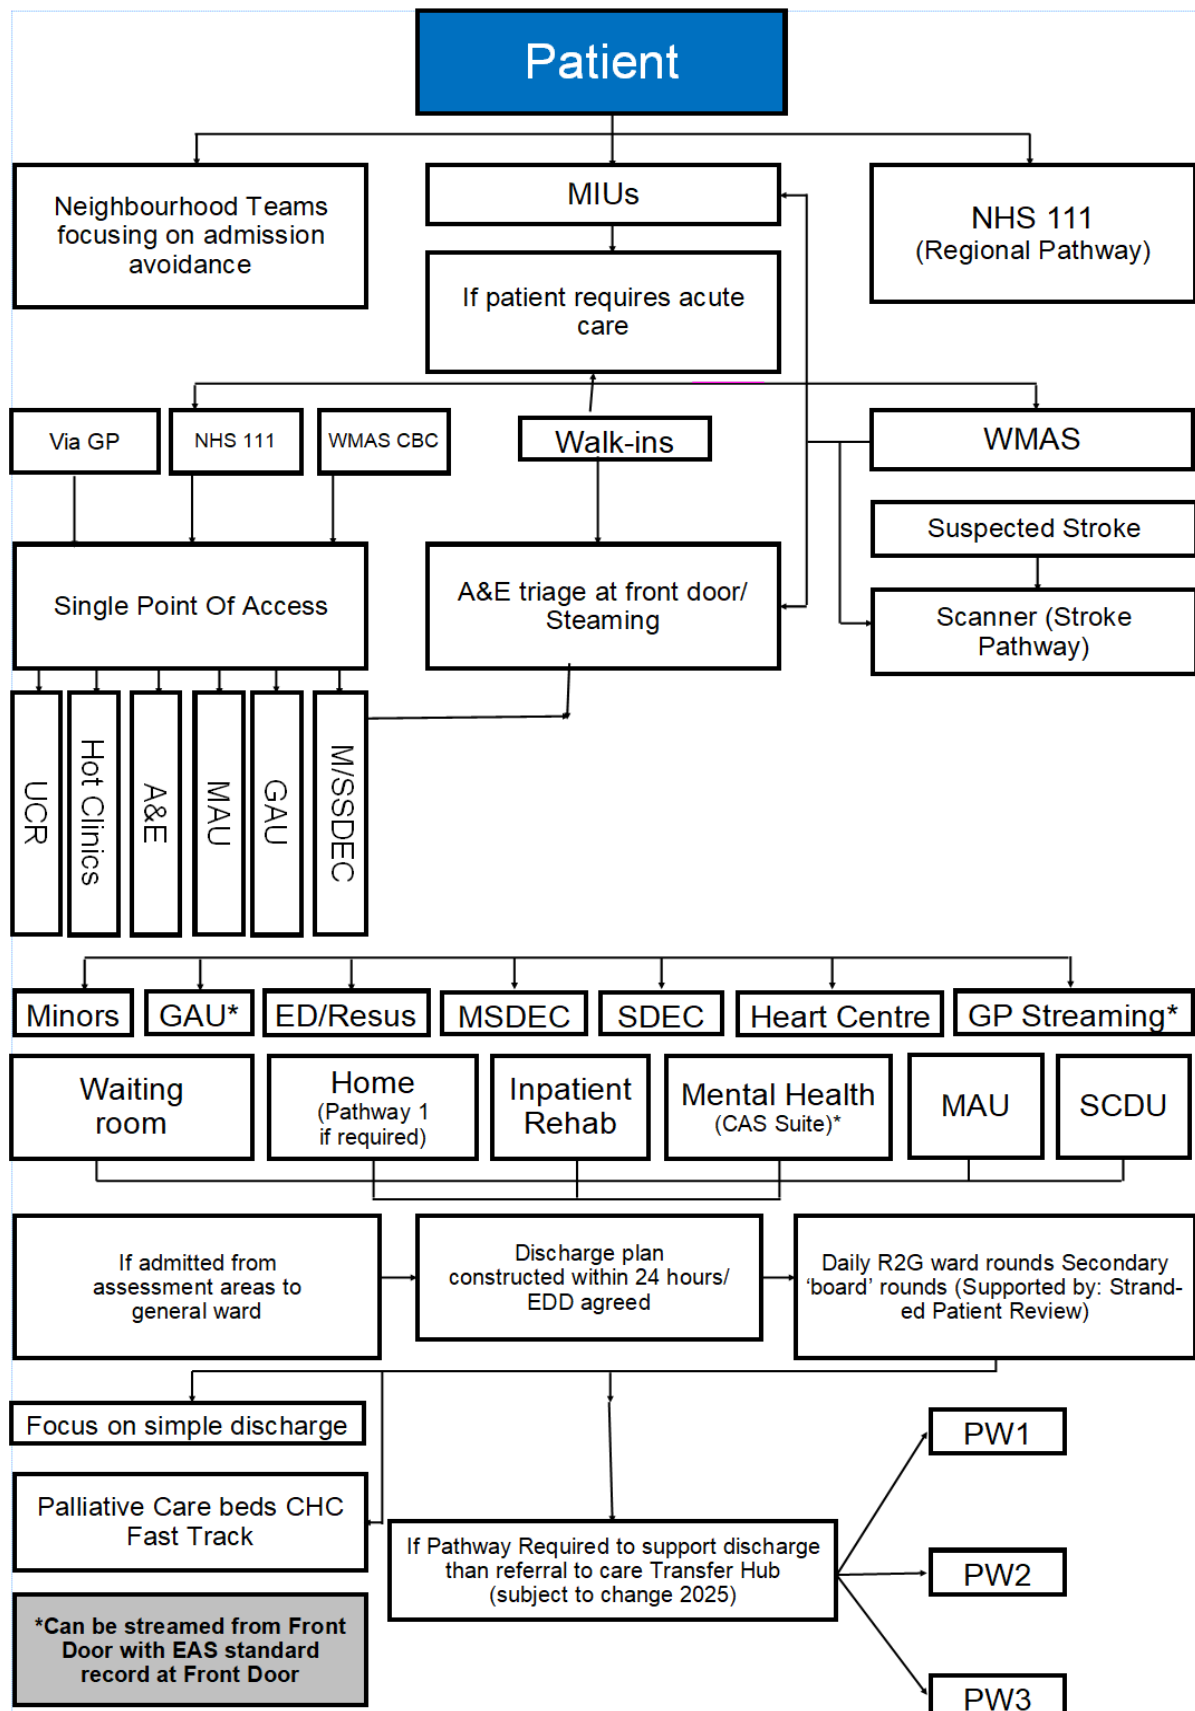 Patient
Neighbourhood Teams
focusing on admission
avoidance
MIUs
NHS 111
(Regional Pathway)
If patient requires acute
care
Via GP
NHS 111
WMAS CBC
Walk-ins
WMAS
Suspected Stroke
Single Point Of Access
A&E triage at front door/
Steaming
Scanner (Stroke
Pathway)
UCR
Hot Clinics
A&E
MAU
GAU
M/SSDEC
Minors
GAU*
ED/Resus
MSDEC
SDEC
Heart Centre
GP Streaming*
Waiting
room
Home
(Pathway 1
if required)
Inpatient
Rehab
Mental Health
(CAS Suite)*
MAU
SCDU
If admitted from
assessment areas to
general ward
Discharge plan
constructed within 24 hours/
EDD agreed
Daily R2G ward rounds Secondary
‘board’ rounds (Supported by: Strand-
ed Patient Review)
Focus on simple discharge
Palliative Care beds CHC
Fast Track
If Pathway Required to support discharge
than referral to care Transfer Hub
(subject to change 2025)
PW1
PW2
PW3
*Can be streamed from Front
Door with EAS standard
record at Front Door